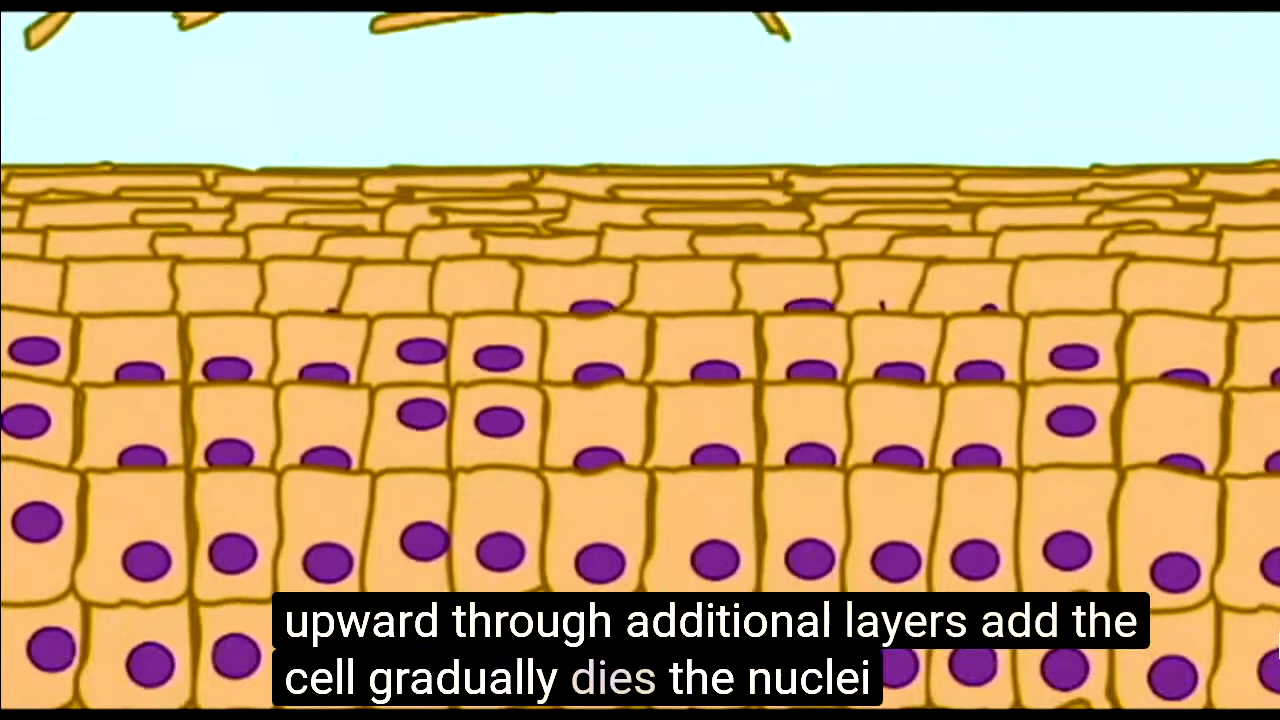 upward through additional layers add the
cell gradually dies the nuclei